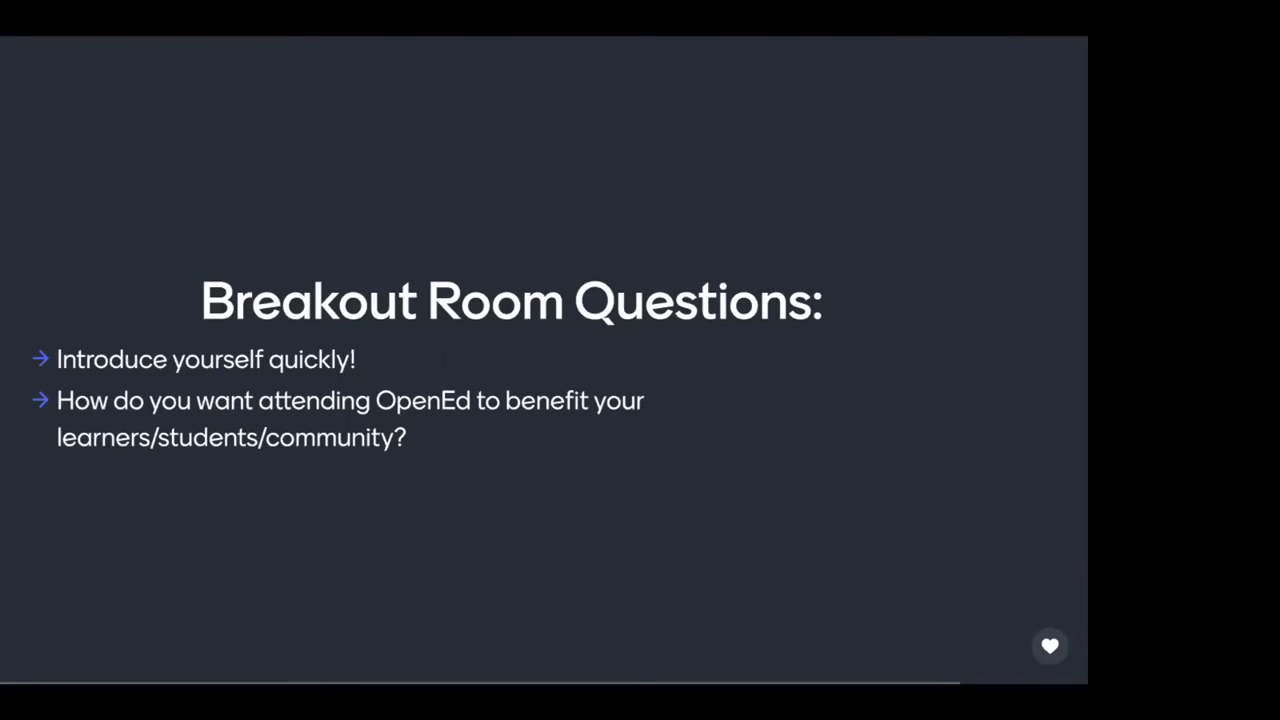 Breakout Room Questions:
→ Introduce yourself quickly!
→ How do you want attending OpenEd to benefit your
learners/students/community?